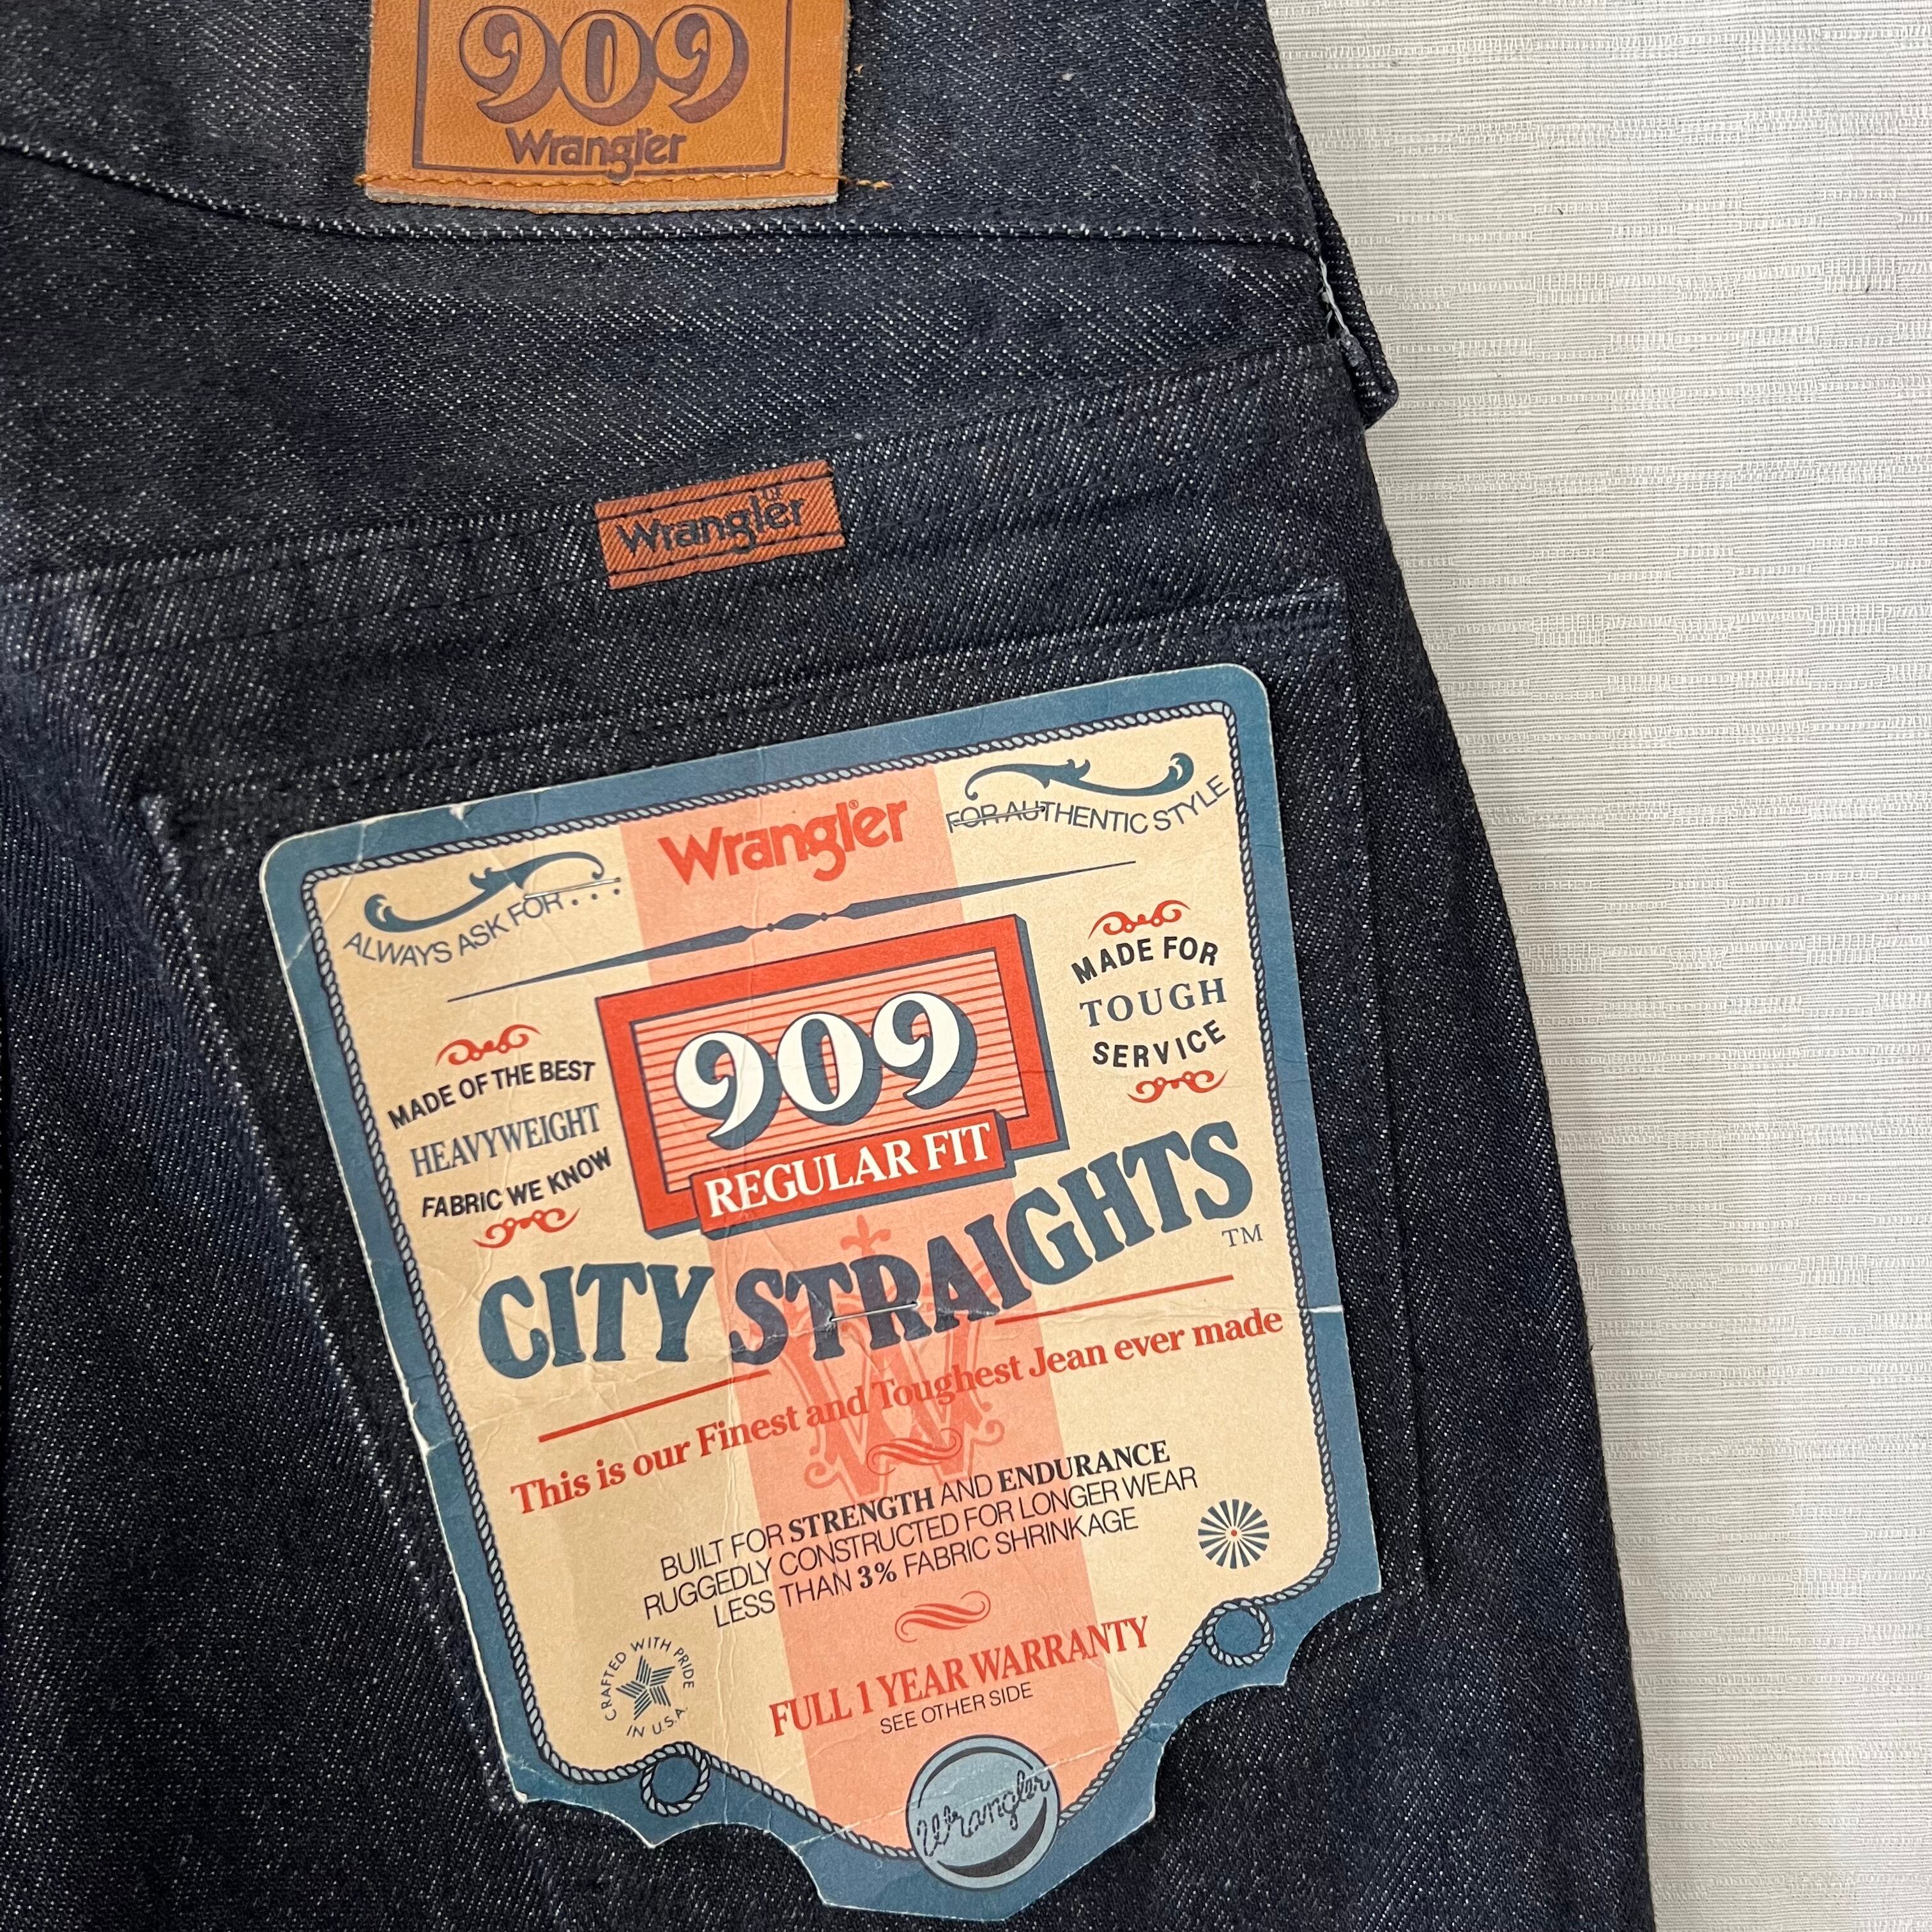 909
Wrangler
Wrangler
ALWAYS ASK FOR...
Wrangler®
FOR AUTHENTIC STYLE
MADE OF THE BEST
HEAVYWEIGHT
FABRIC WE KNOW
909
REGULAR FIT
MADE FOR
TOUGH
SERVICE
CITY STRAIGHTS™
This is our Finest and Toughest Jean ever made
BUILT FOR STRENGTH AND ENDURANCE
RUGGEDLY CONSTRUCTED FOR LONGER WEAR
LESS THAN 3% FABRIC SHRINKAGE
CRAFTED WITH PRIDE
IN U.S.A.
FULL 1 YEAR WARRANTY
SEE OTHER SIDE
Wrangler